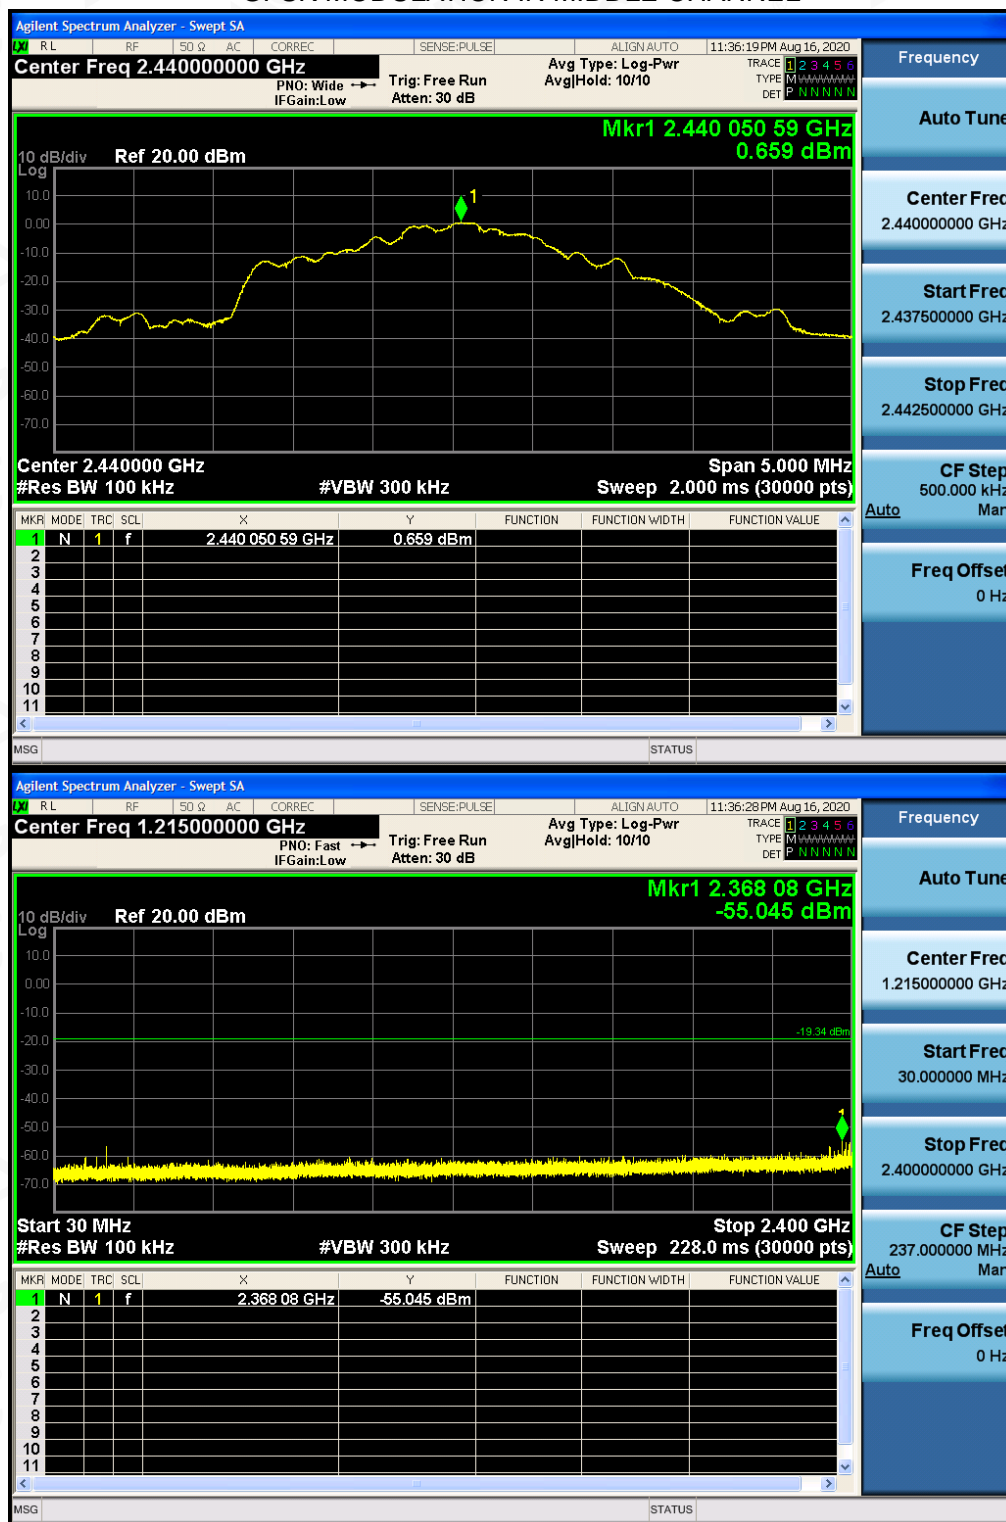 MODULATION IN MIDDLE CHANNEL
Agilent Spectrum Analyzer - Swept SA
LXI RL RF 50 Ω AC CORREC SENSE:PULSE ALIGN AUTO 11:36:19 PM Aug 16, 2020
Center Freq 2.440000000 GHz
PNO: Wide
IFGain:Low
Trig: Free Run
Atten: 30 dB
Avg Type: Log-Pwr
Avg|Hold: 10/10
TRACE 1 2 3 4 5 6
TYPE M
DET P N N N N N
Frequency
Mkr1 2.440 050 59 GHz
0.659 dBm
10 dB/div Ref 20.00 dBm
Log
10.0
0.00
-10.0
-20.0
-30.0
-40.0
-50.0
-60.0
-70.0
1
Center 2.440000 GHz Span 5.000 MHz
#Res BW 100 kHz #VBW 300 kHz Sweep 2.000 ms (30000 pts)
MKR MODE TRC SCL X Y FUNCTION FUNCTION WIDTH FUNCTION VALUE
1 N 1 f 2.440 050 59 GHz 0.659 dBm
2
3
4
5
6
7
8
9
10
11
MSG STATUS
Auto Tune
Center Freq
2.440000000 GHz
Start Freq
2.437500000 GHz
Stop Freq
2.442500000 GHz
CF Step
500.000 kHz
Auto Man
Freq Offset
0 Hz
Agilent Spectrum Analyzer - Swept SA
LXI RL RF 50 Ω AC CORREC SENSE:PULSE ALIGN AUTO 11:36:28 PM Aug 16, 2020
Center Freq 1.215000000 GHz
PNO: Fast
IFGain:Low
Trig: Free Run
Atten: 30 dB
Avg Type: Log-Pwr
Avg|Hold: 10/10
TRACE 1 2 3 4 5 6
TYPE M
DET P N N N N N
Frequency
Mkr1 2.368 08 GHz
-55.045 dBm
10 dB/div Ref 20.00 dBm
Log
10.0
0.00
-10.0
-20.0
-30.0
-40.0
-50.0
-60.0
-70.0
-19.34 dBm
1
Start 30 MHz Stop 2.400 GHz
#Res BW 100 kHz #VBW 300 kHz Sweep 228.0 ms (30000 pts)
MKR MODE TRC SCL X Y FUNCTION FUNCTION WIDTH FUNCTION VALUE
1 N 1 f 2.368 08 GHz -55.045 dBm
2
3
4
5
6
7
8
9
10
11
MSG STATUS
Auto Tune
Center Freq
1.215000000 GHz
Start Freq
30.000000 MHz
Stop Freq
2.400000000 GHz
CF Step
237.000000 MHz
Auto Man
Freq Offset
0 Hz